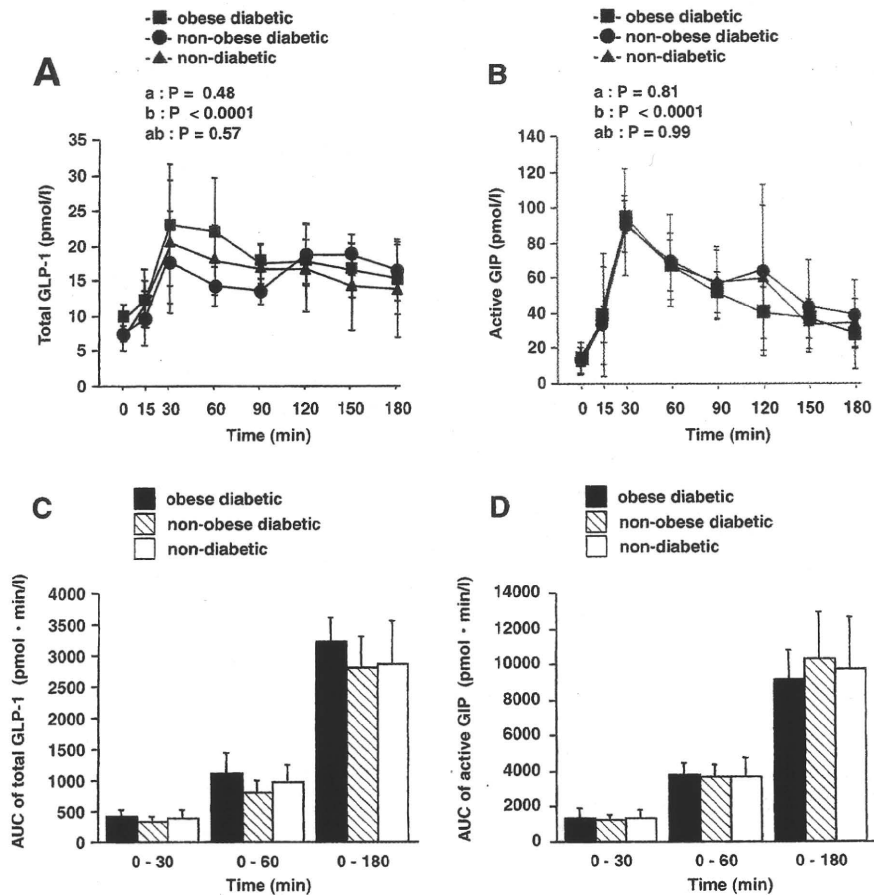 -■- obese diabetic
-●- non-obese diabetic
-▲- non-diabetic
A
a : P = 0.48
b : P < 0.0001
ab : P = 0.57
Total GLP-1 (pmol/l)
35
30
25
20
15
10
5
0
0 15 30 60 90 120 150 180
Time (min)
-■- obese diabetic
-●- non-obese diabetic
-▲- non-diabetic
B
a : P = 0.81
b : P < 0.0001
ab : P = 0.99
Active GIP (pmol/l)
140
120
100
80
60
40
20
0
0 15 30 60 90 120 150 180
Time (min)
C
obese diabetic
non-obese diabetic
non-diabetic
AUC of total GLP-1 (pmol • min/l)
4000
3500
3000
2500
2000
1500
1000
500
0
0 - 30 0 - 60 0 - 180
Time (min)
D
obese diabetic
non-obese diabetic
non-diabetic
AUC of active GIP (pmol • min/l)
14000
12000
10000
8000
6000
4000
2000
0
0 - 30 0 - 60 0 - 180
Time (min)